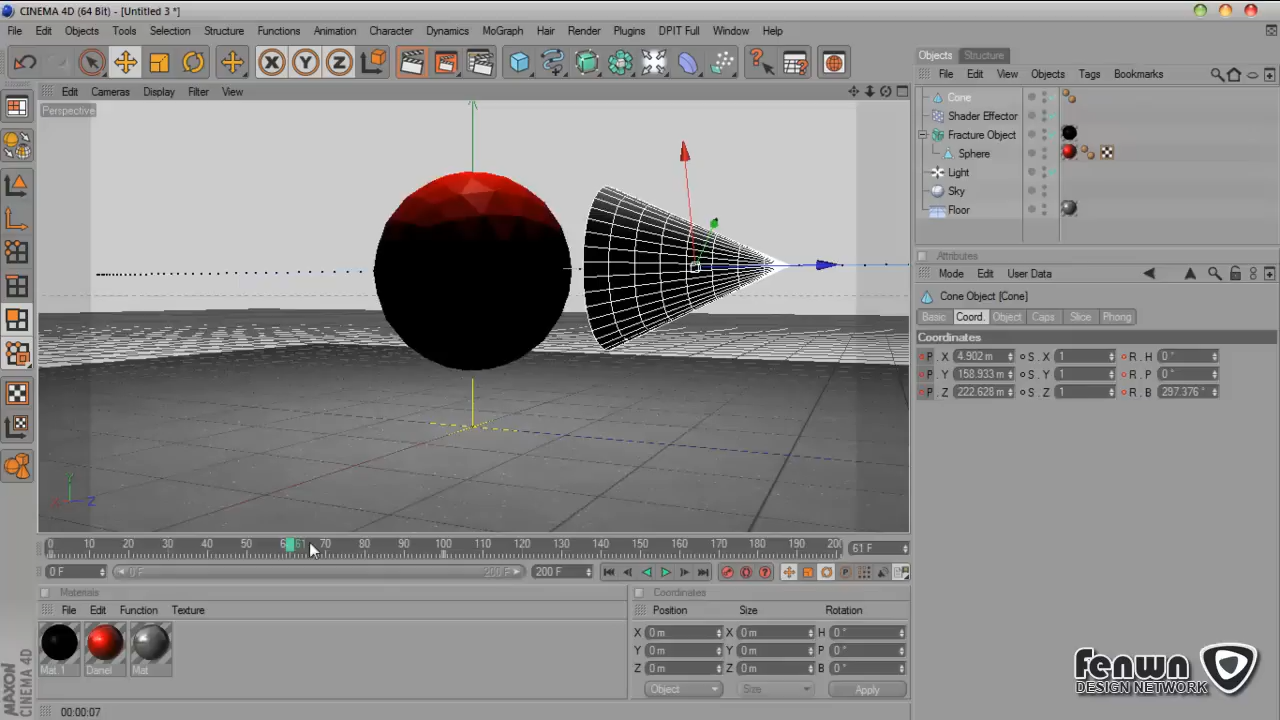 CINEMA 4D (64 Bit) - [Untitled 3 *]
File Edit Objects Tools Selection Structure Functions Animation Character Dynamics MoGraph Hair Render Plugins DPIT Full Window Help
Objects Structure
File Edit View Objects Tags Bookmarks
Edit Cameras Display Filter View
Perspective
Cone
Shader Effector
Fracture Object
Sphere
Light
Sky
Floor
Attributes
Mode Edit User Data
Cone Object [Cone]
Basic Coord. Object Caps Slice Phong
Coordinates
P . X 4.902 m S . X 1 R . H 0 °
P . Y 158.933 m S . Y 1 R . P 0 °
P . Z 222.628 m S . Z 1 R . B 297.376 °
X Y Z
Y Z
0 10 20 30 40 50 6 61 70 80 90 100 110 120 130 140 150 160 170 180 190 20 61 F
0 F 0 F 200 F 200 F
Materials
File Edit Function Texture
Mat.1 Danel Mat
Coordinates
Position Size Rotation
X 0 m X 0 m H 0 °
Y 0 m Y 0 m P 0 °
Z 0 m Z 0 m B 0 °
Object Size Apply
MAXON
CINEMA 4D
00:00:07
fenwn
DESIGN NETWORK